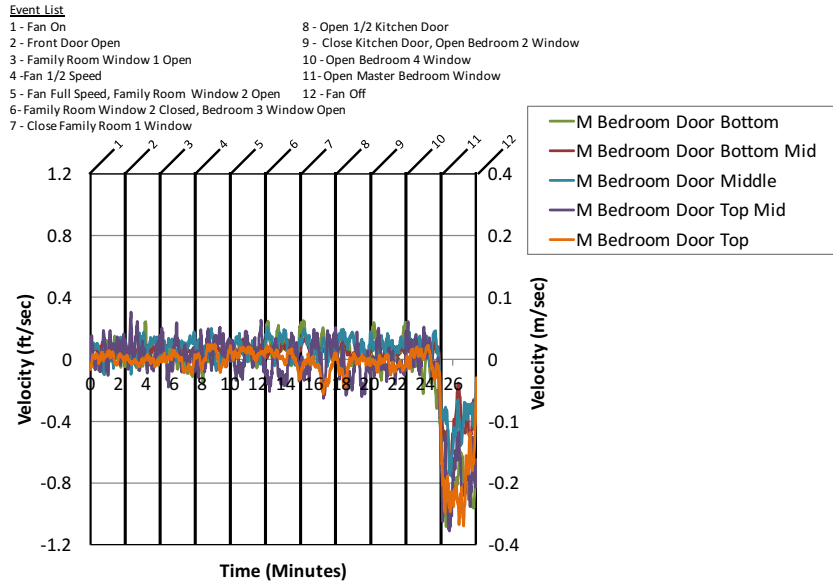 Event List
1 - Fan On
2 - Front Door Open
3 - Family Room Window 1 Open
4 -Fan 1/2 Speed
5 - Fan Full Speed, Family Room Window 2 Open
6- Family Room Window 2 Closed, Bedroom 3 Window Open
7 - Close Family Room 1 Window
8 - Open 1/2 Kitchen Door
9 - Close Kitchen Door, Open Bedroom 2 Window
10 - Open Bedroom 4 Window
11- Open Master Bedroom Window
12 - Fan Off
M Bedroom Door Bottom
M Bedroom Door Bottom Mid
M Bedroom Door Middle
M Bedroom Door Top Mid
M Bedroom Door Top
1 2 3 4 5 6 7 8 9 10 11 12
1.2 0.4
0.8 0.2
0.4 0.1
0 0
-0.4 -0.1
-0.8 -0.2
-1.2 -0.4
0 2 4 6 8 10 12 14 16 18 20 22 24 26
Velocity (ft/sec)
Velocity (m/sec)
Time (Minutes)